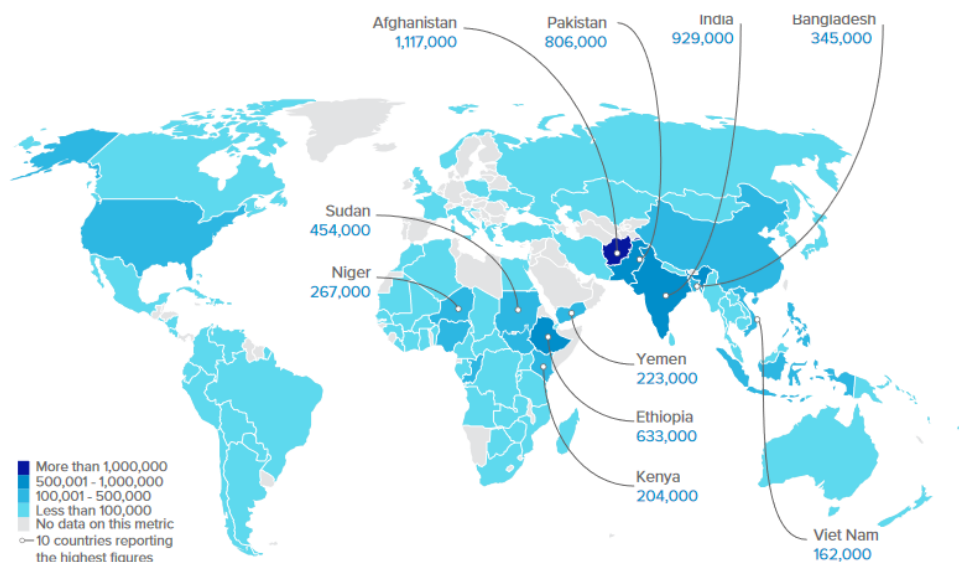 Afghanistan
1,117,000
Pakistan
806,000
India
929,000
Bangladesh
345,000
Sudan
454,000
Niger
267,000
Yemen
223,000
Ethiopia
633,000
Kenya
204,000
Viet Nam
162,000
More than 1,000,000
500,001 - 1,000,000
100,001 - 500,000
Less than 100,000
No data on this metric
10 countries reporting
the highest figures